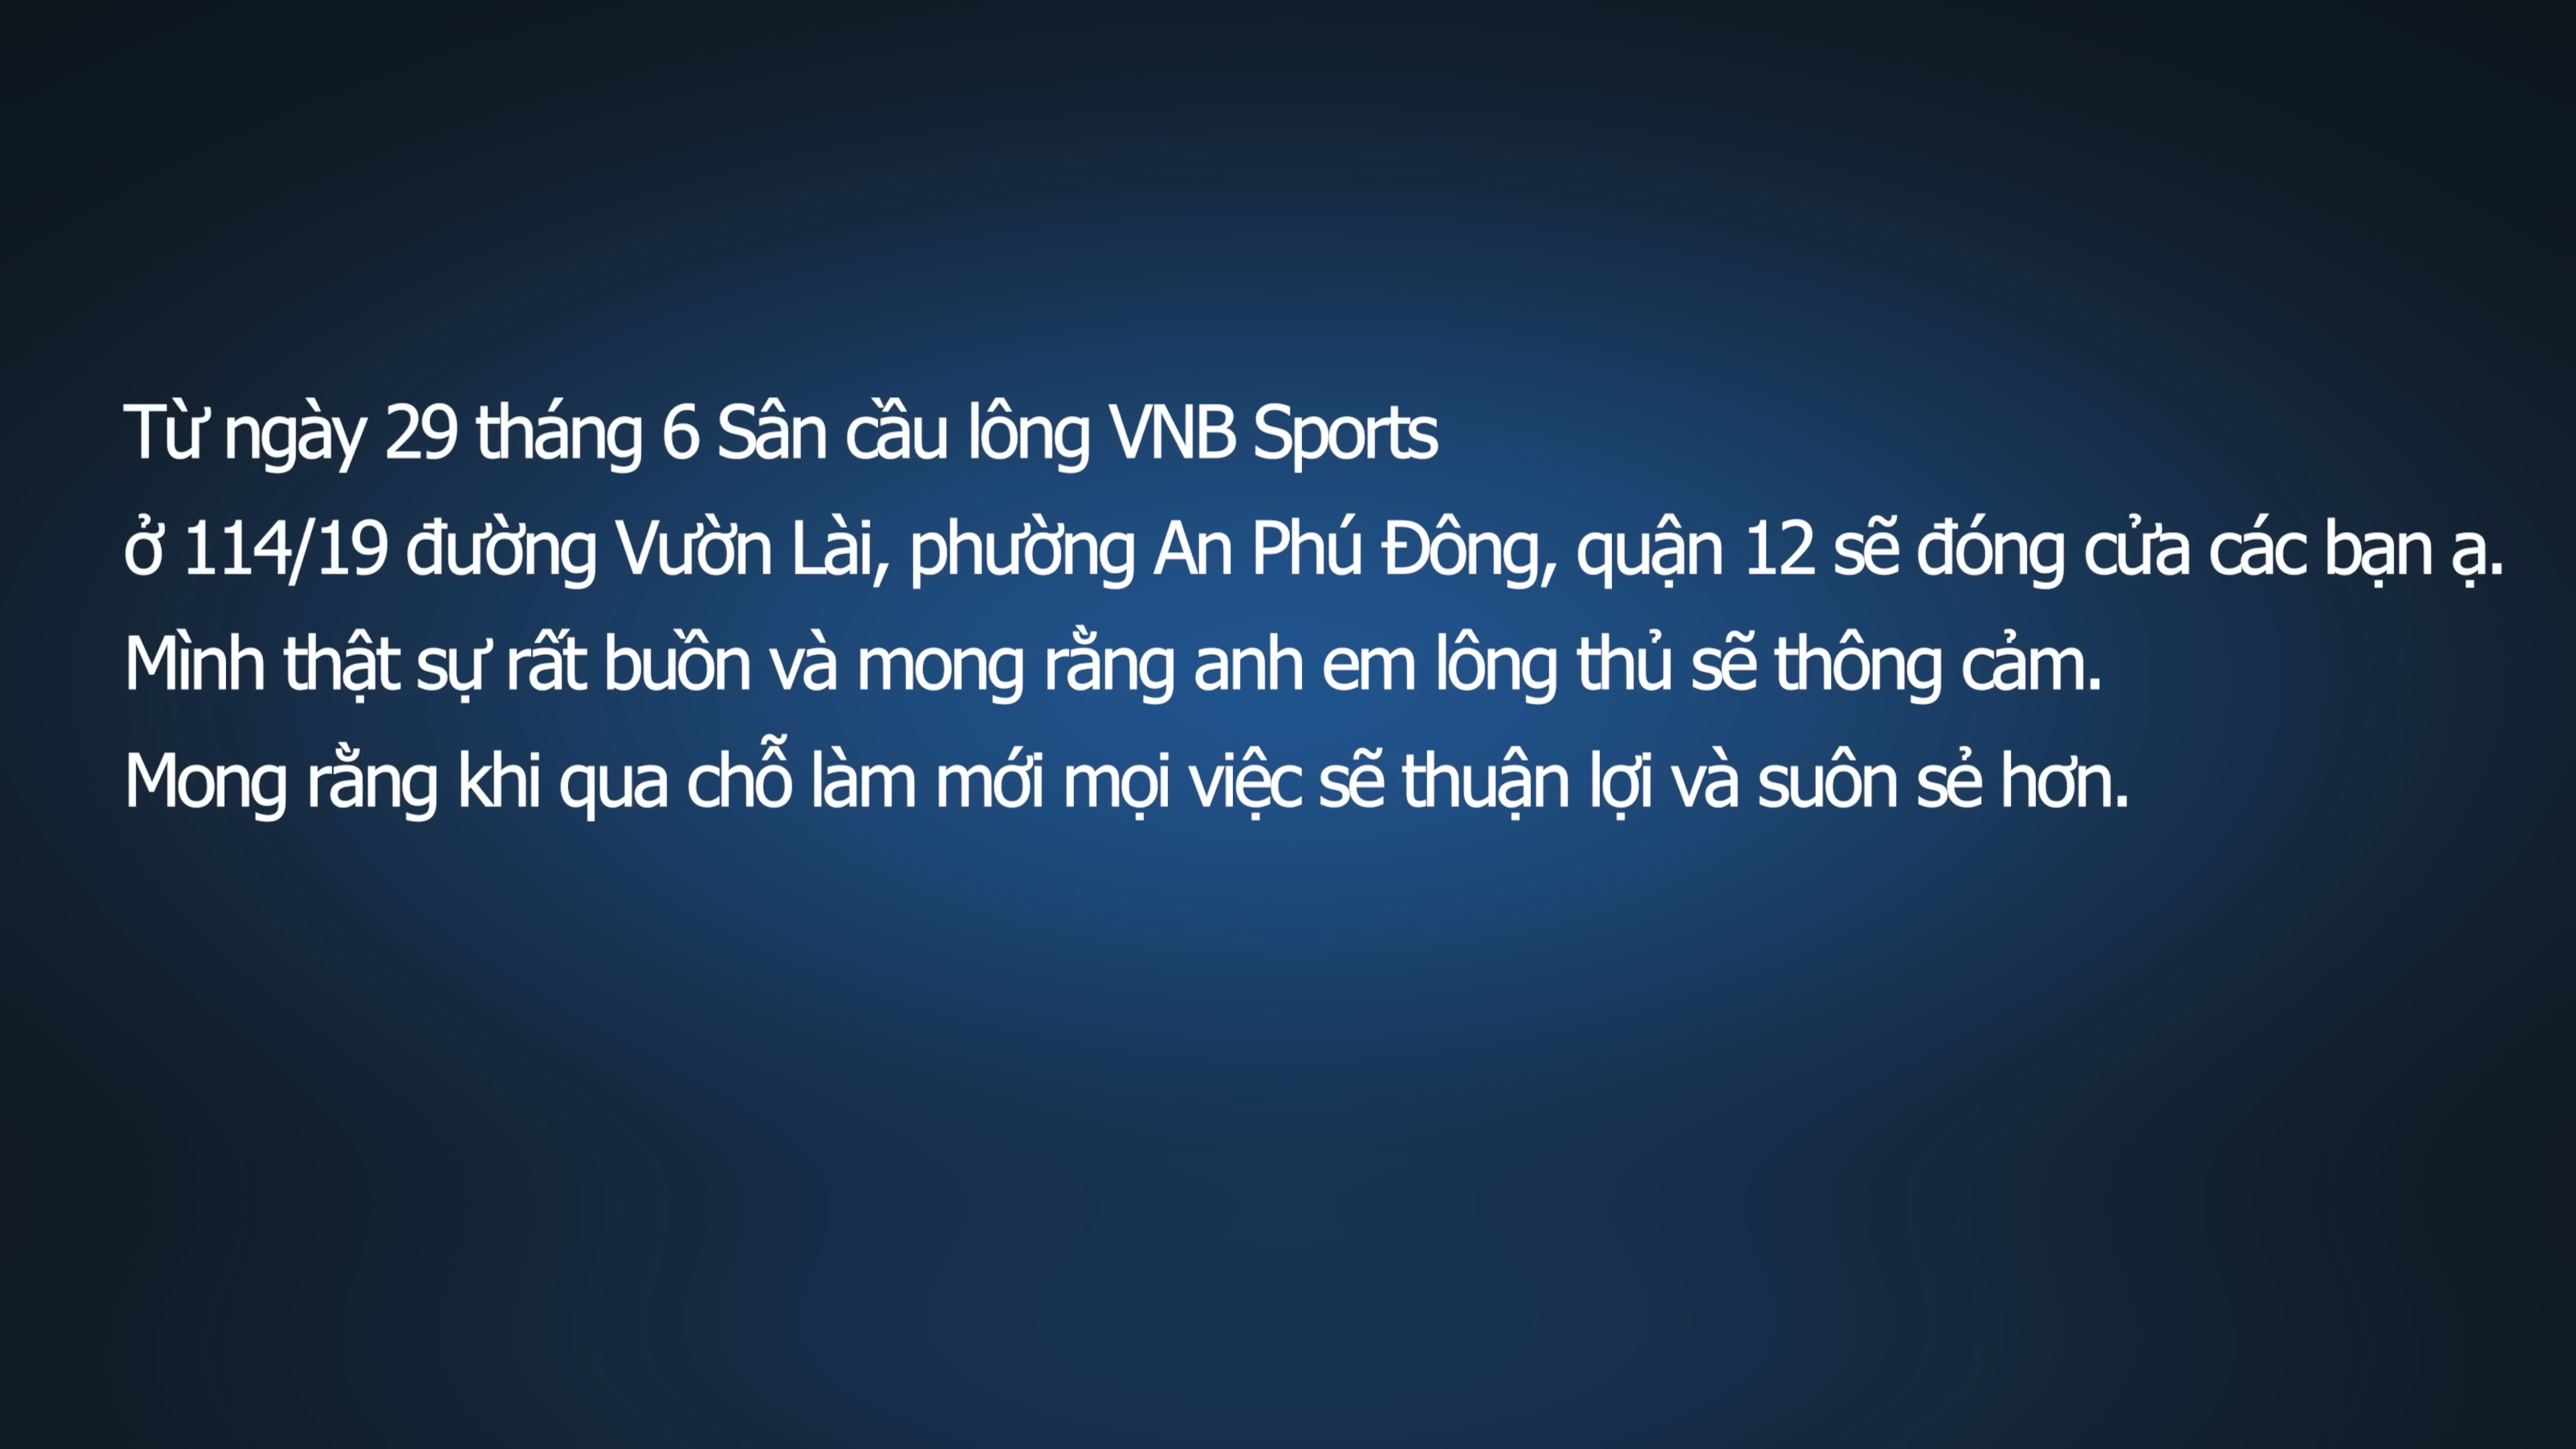 Từ ngày 29 tháng 6 Sân cầu lông VNB Sports
ở 114/19 đường Vườn Lài, phường An Phú Đông, quận 12 sẽ đóng cửa các bạn ạ.
Mình thật sự rất buồn và mong rằng anh em lông thủ sẽ thông cảm.
Mong rằng khi qua chỗ làm mới mọi việc sẽ thuận lợi và suôn sẻ hơn.